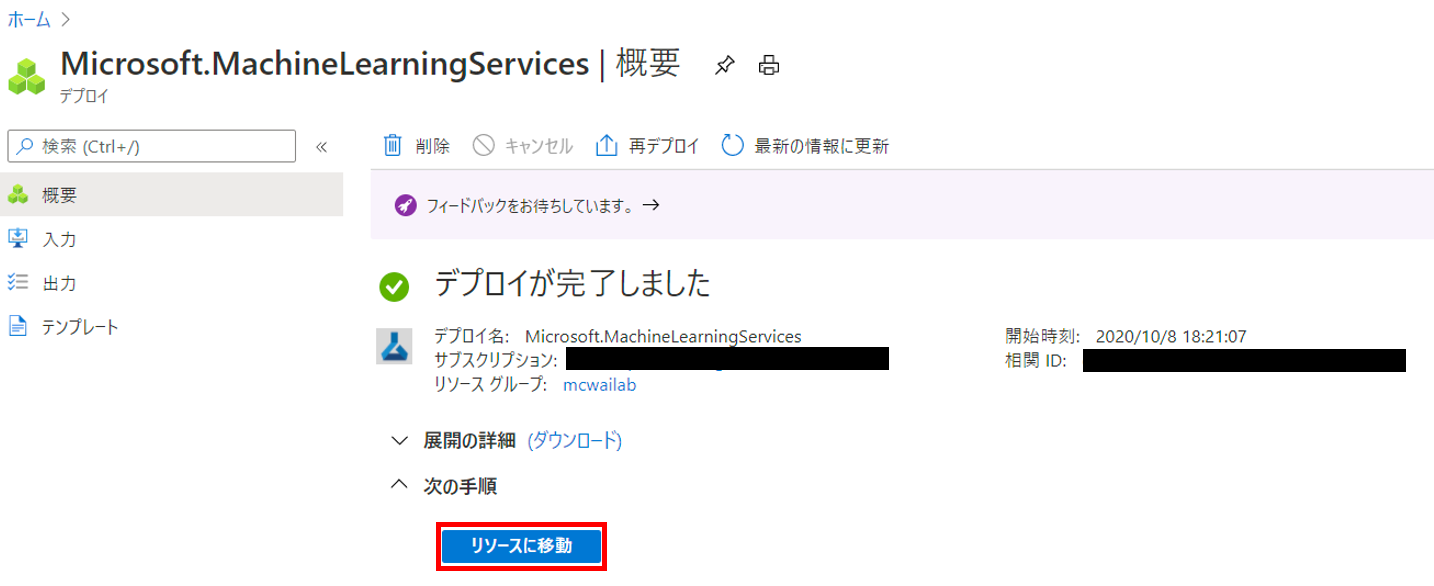 ホーム
Microsoft.MachineLearningServices | 概要
デプロイ
検索 (Ctrl+/)
削除 キャンセル 再デプロイ 最新の情報に更新
概要
入力
出力
テンプレート
フィードバックをお待ちしています。 →
デプロイが完了しました
デプロイ名: Microsoft.MachineLearningServices
サブスクリプション:
リソース グループ: mcwailab
開始時刻: 2020/10/8 18:21:07
相関 ID:
展開の詳細 (ダウンロード)
次の手順
リソースに移動